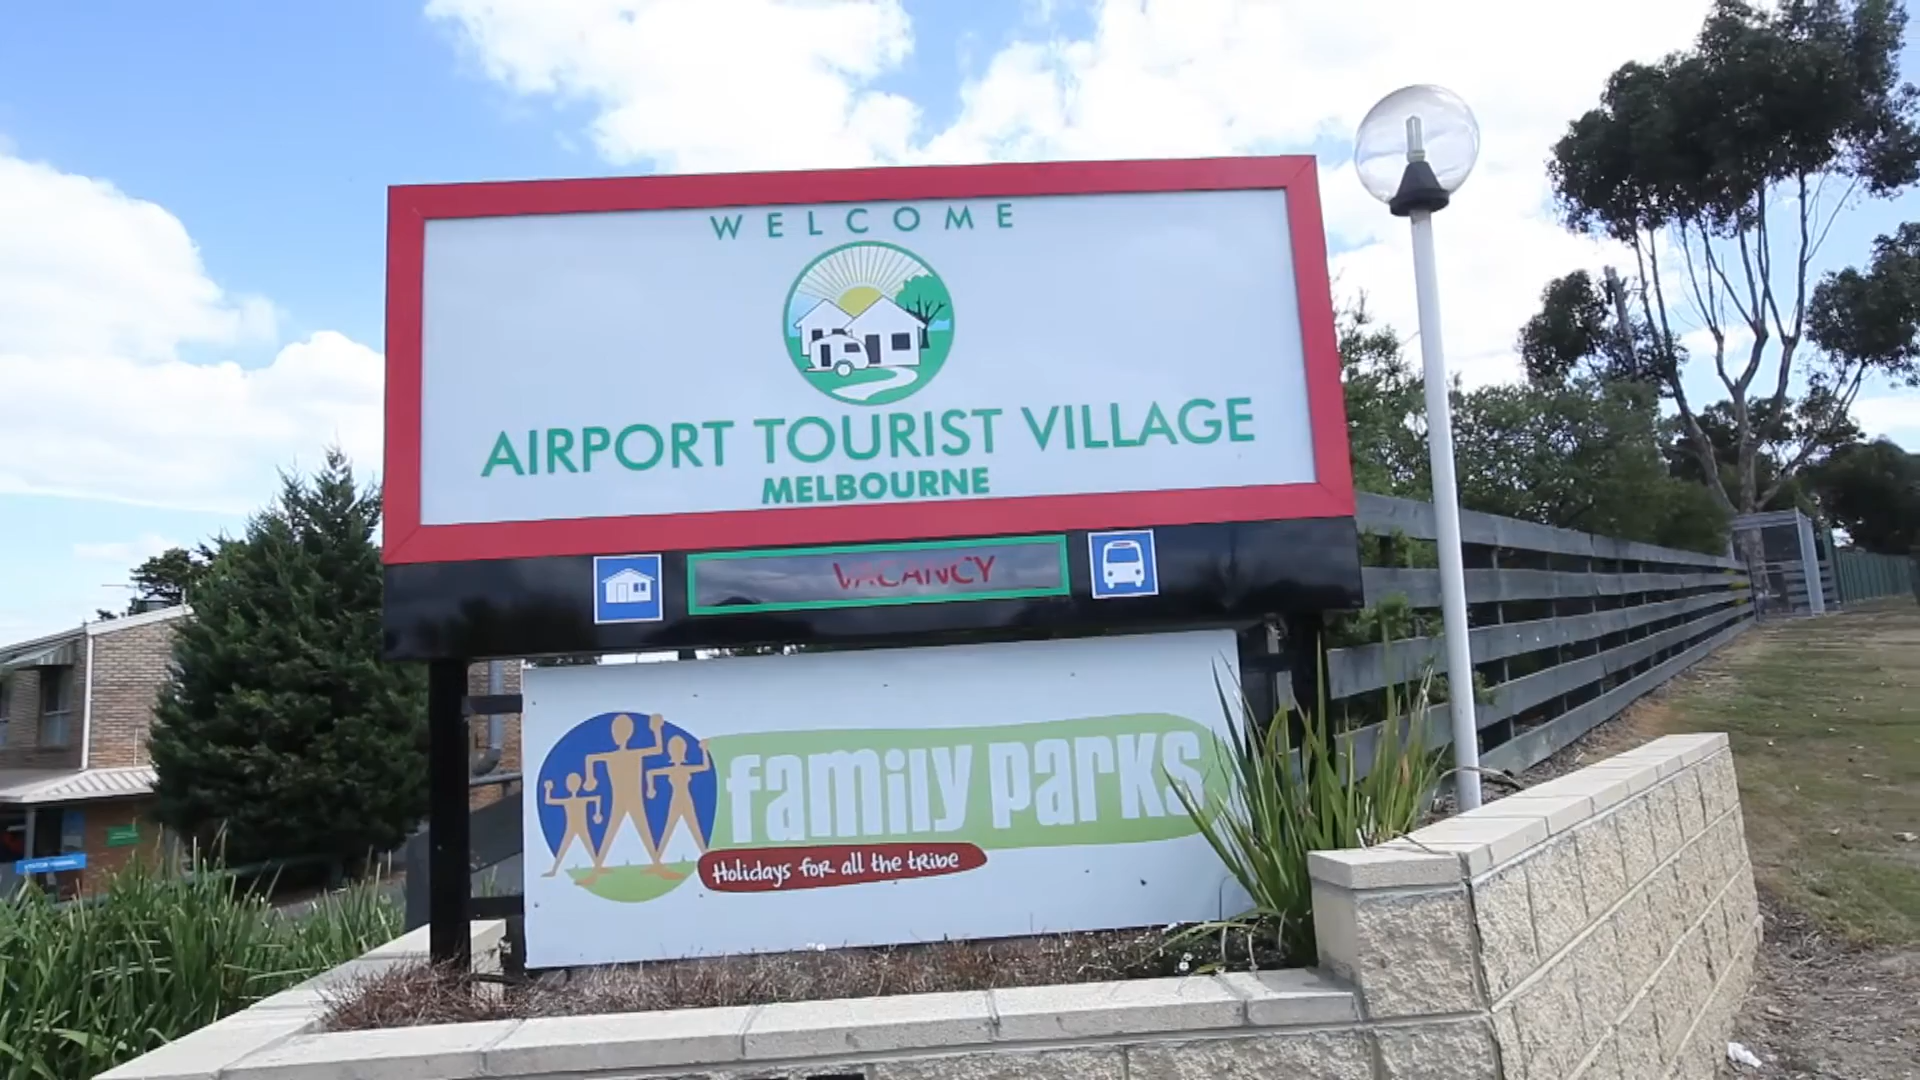 WELCOME
AIRPORT TOURIST VILLAGE
MELBOURNE
VACANCY
family parks
Holidays for all the tribe